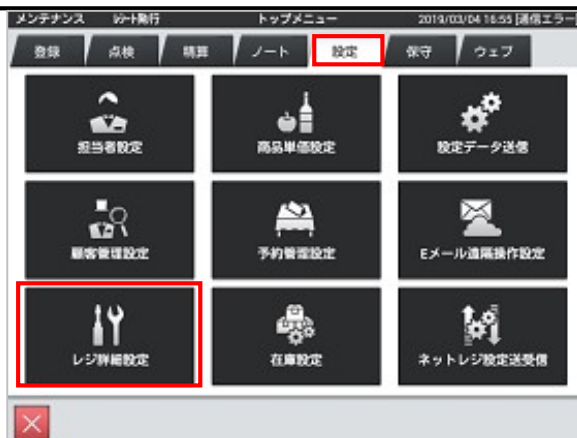 メンテナンス レシート発行 トップメニュー 2019/03/04 16:55 [通信エラー
登録 点検 精算 ノート 設定 保守 ウェブ
担当者設定 商品単価設定 設定データ送信
顧客管理設定 予約管理設定 Eメール遠隔操作設定
レジ詳細設定 在庫設定 ネットレジ設定送受信